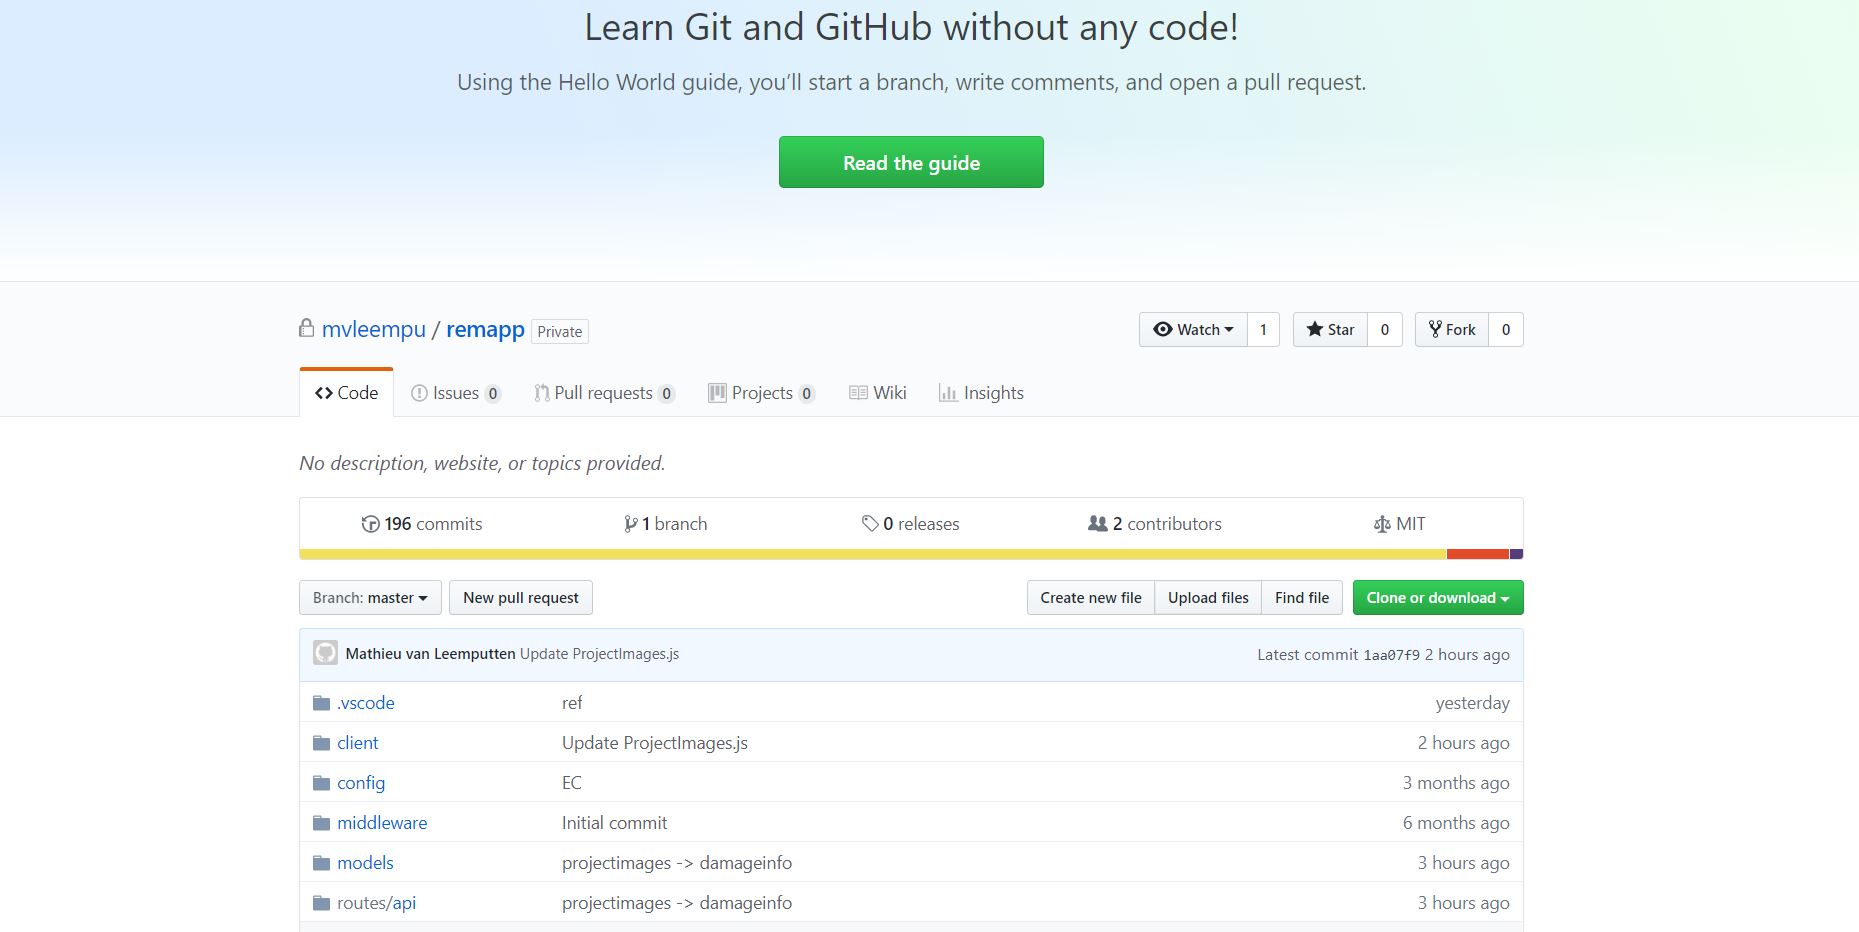 Learn Git and GitHub without any code!
Using the Hello World guide, you’ll start a branch, write comments, and open a pull request.
Read the guide
mvleempu / remapp Private
Watch 1 Star 0 Fork 0
Code Issues 0 Pull requests 0 Projects 0 Wiki Insights
No description, website, or topics provided.
196 commits 1 branch 0 releases 2 contributors MIT
Branch: master New pull request Create new file Upload files Find file Clone or download
Mathieu van Leemputten Update ProjectImages.js Latest commit 1aa07f9 2 hours ago
.vscode ref yesterday
client Update ProjectImages.js 2 hours ago
config EC 3 months ago
middleware Initial commit 6 months ago
models projectimages -> damageinfo 3 hours ago
routes/api projectimages -> damageinfo 3 hours ago